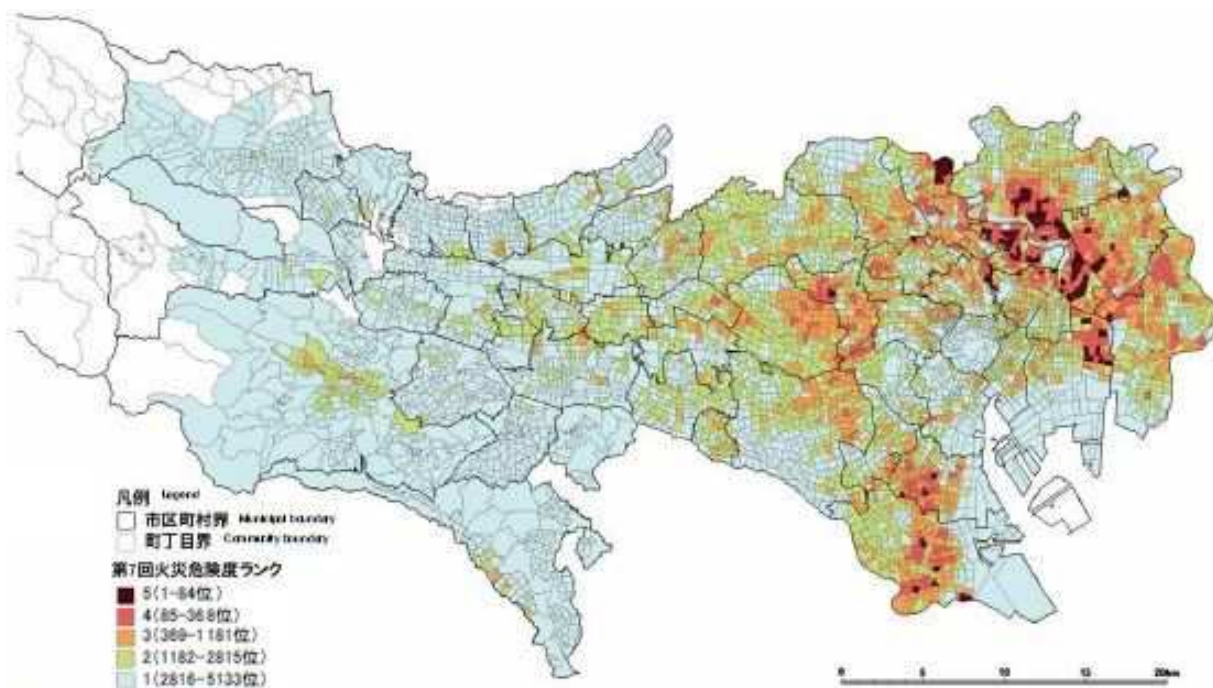 凡例 Legend
市区町村界 Municipal boundary
町丁目界 Community boundary
第7回火災危険度ランク
5(1-84位)
4(85-368位)
3(369-1181位)
2(1182-2815位)
1(2816-5133位)
0 5 10 15 20km